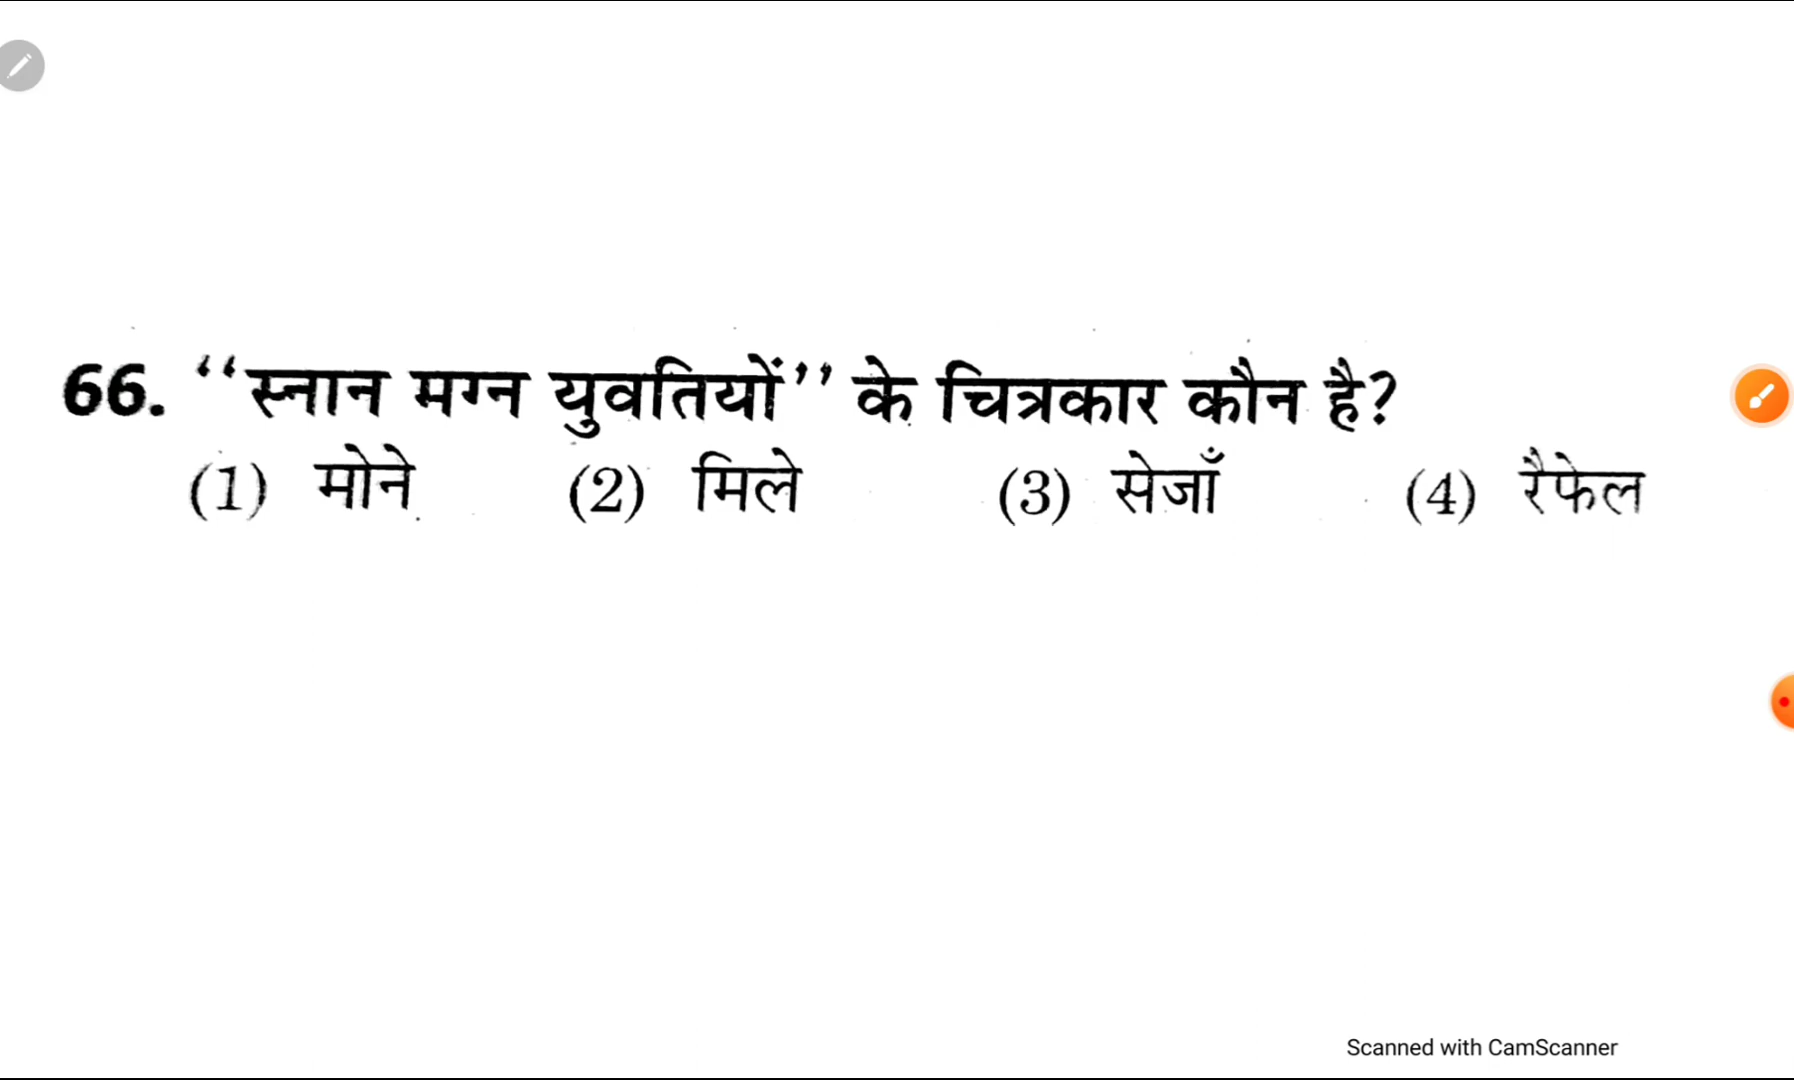 66. ‘‘स्नान मग्न युवतियों’’ के चित्रकार कौन है?
(1) मोने (2) मिले (3) सेजाँ (4) रैफेल
Scanned with CamScanner